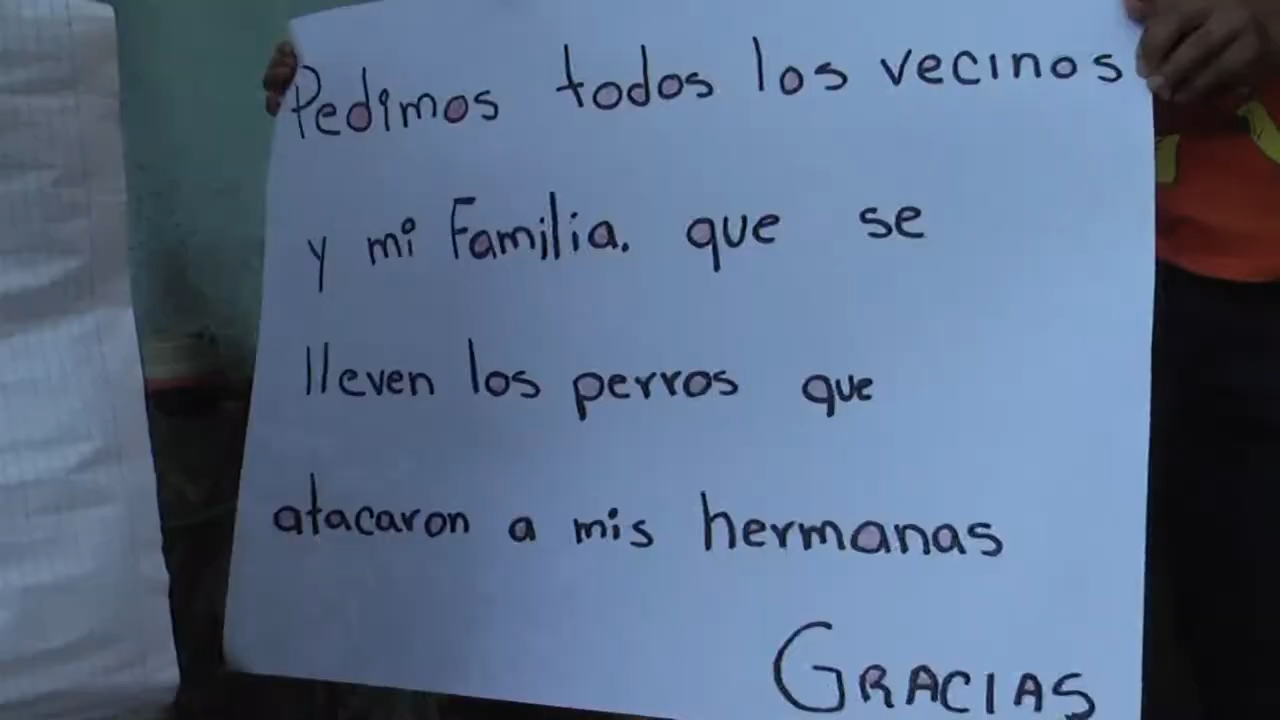 Pedimos todos los vecinos
y mi Familia. que se
lleven los perros que
atacaron a mis hermanas
GRACIAS